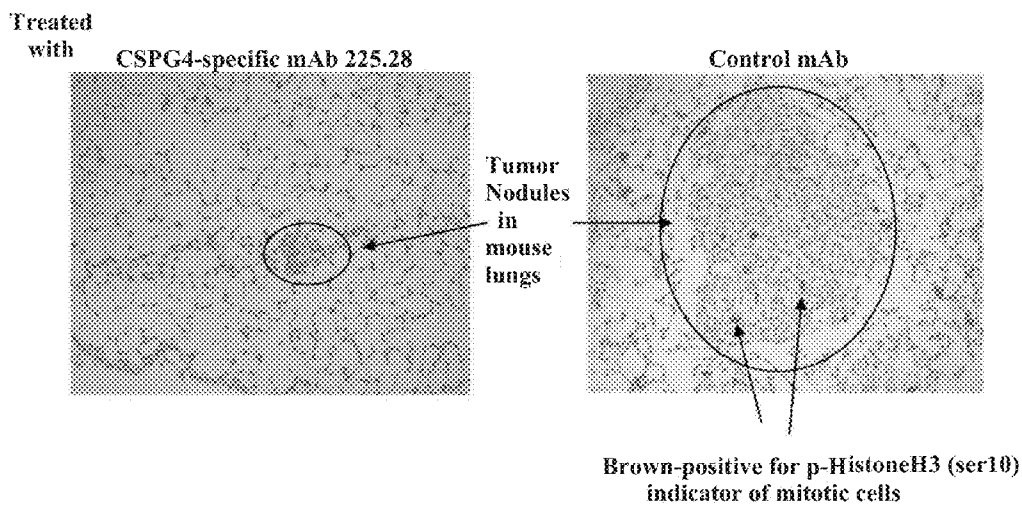 Treated
with
CSPG4-specific mAb 225.28
Control mAb
Tumor
Nodules
in
mouse
lungs
Brown-positive for p-HistoneH3 (ser10)
indicator of mitotic cells